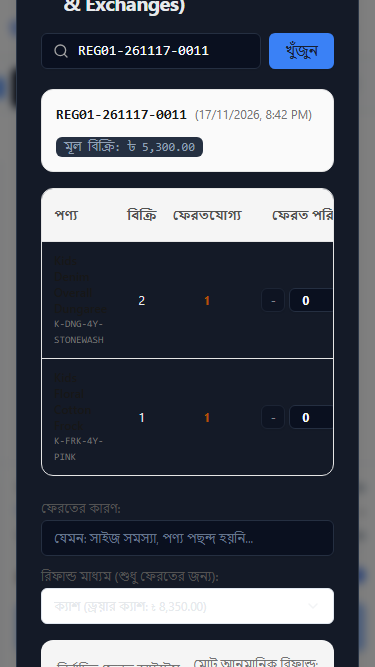 & Exchanges)
REG01-261117-0011
খুঁজুন
REG01-261117-0011 (17/11/2026, 8:42 PM)
মূল বিক্রি: ৳ 5,300.00
পণ্য বিক্রি ফেরতযোগ্য ফেরত পরি
2 1 - 0
K-DNG-4Y-
STONEWASH
1 1 - 0
K-FRK-4Y-
PINK
ফেরতের কারণ:
যেমন: সাইজ সমস্যা, পণ্য পছন্দ হয়নি...
রিফান্ড মাধ্যম (শুধু ফেরতের জন্য):
ক্যাশ (ড্রয়ার ক্যাশ: ৳ 8,350.00)
মোট আনুমানিক রিফান্ড: